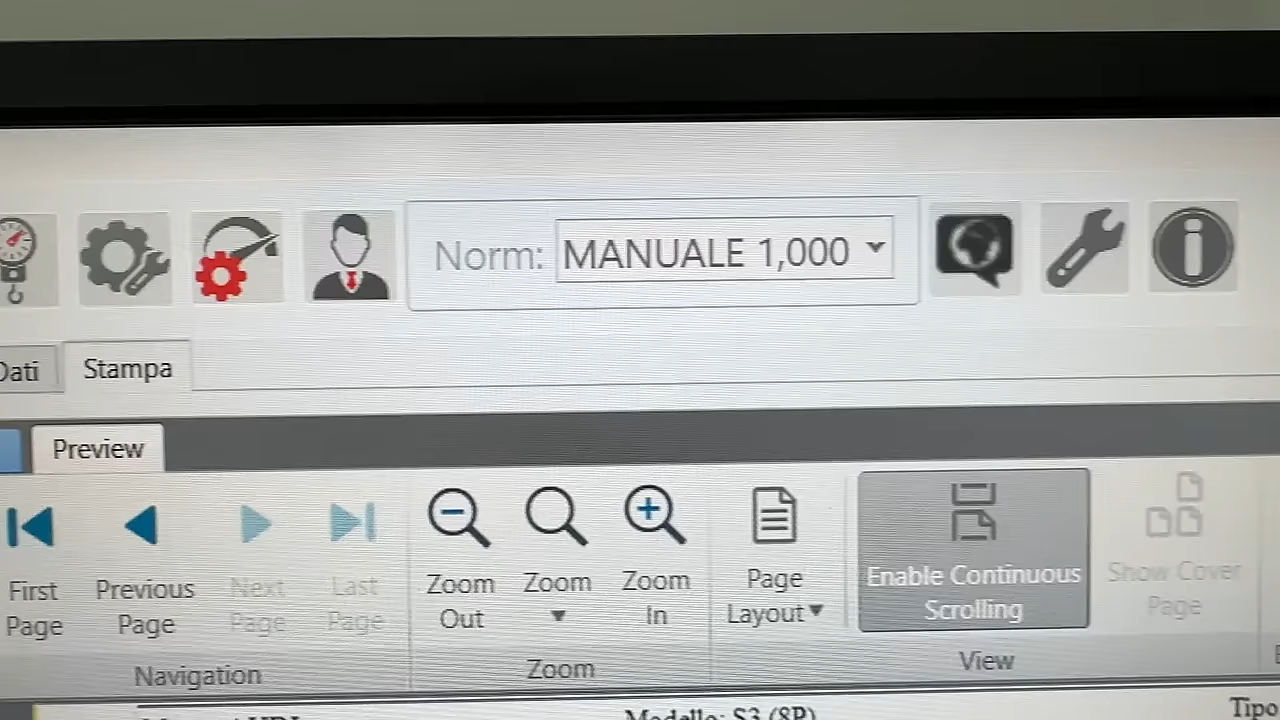 Norm: MANUALE 1,000
Dati Stampa
Preview
First Page
Previous Page
Next Page
Last Page
Zoom Out
Zoom
Zoom In
Page Layout
Enable Continuous Scrolling
Show Cover Page
Navigation
Zoom
View
Modello: S3 (8P)
Tipo